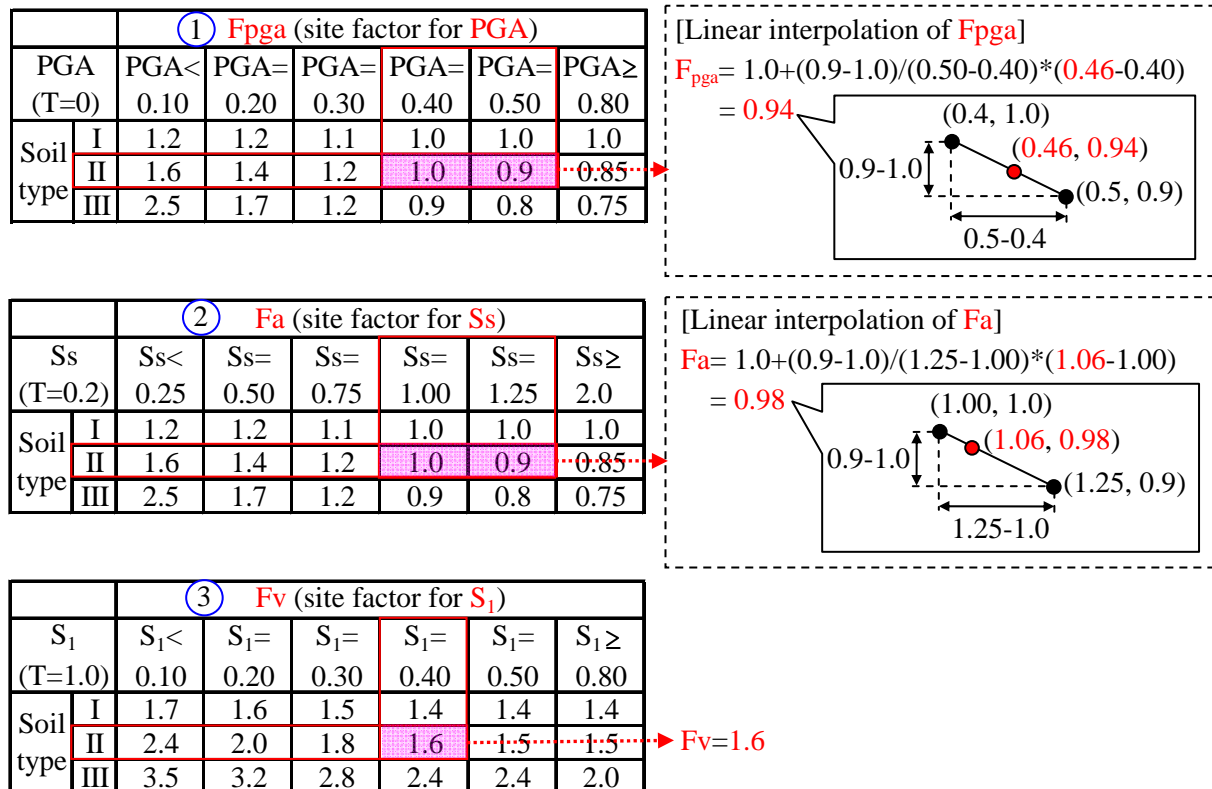 ① Fpga (site factor for PGA)
PGA PGA< PGA= PGA= PGA= PGA= PGA≥
(T=0) 0.10 0.20 0.30 0.40 0.50 0.80
Soil type
I 1.2 1.2 1.1 1.0 1.0 1.0
II 1.6 1.4 1.2 1.0 0.9 0.85
III 2.5 1.7 1.2 0.9 0.8 0.75
[Linear interpolation of Fpga]
Fpga= 1.0+(0.9-1.0)/(0.50-0.40)*(0.46-0.40)
= 0.94
(0.4, 1.0)
(0.46, 0.94)
0.9-1.0
(0.5, 0.9)
0.5-0.4
② Fa (site factor for Ss)
Ss Ss< Ss= Ss= Ss= Ss= Ss≥
(T=0.2) 0.25 0.50 0.75 1.00 1.25 2.0
Soil type
I 1.2 1.2 1.1 1.0 1.0 1.0
II 1.6 1.4 1.2 1.0 0.9 0.85
III 2.5 1.7 1.2 0.9 0.8 0.75
[Linear interpolation of Fa]
Fa= 1.0+(0.9-1.0)/(1.25-1.00)*(1.06-1.00)
= 0.98
(1.00, 1.0)
(1.06, 0.98)
0.9-1.0
(1.25, 0.9)
1.25-1.0
③ Fv (site factor for S1)
S1 S1< S1= S1= S1= S1= S1≥
(T=1.0) 0.10 0.20 0.30 0.40 0.50 0.80
Soil type
I 1.7 1.6 1.5 1.4 1.4 1.4
II 2.4 2.0 1.8 1.6 1.5 1.5
III 3.5 3.2 2.8 2.4 2.4 2.0
Fv=1.6